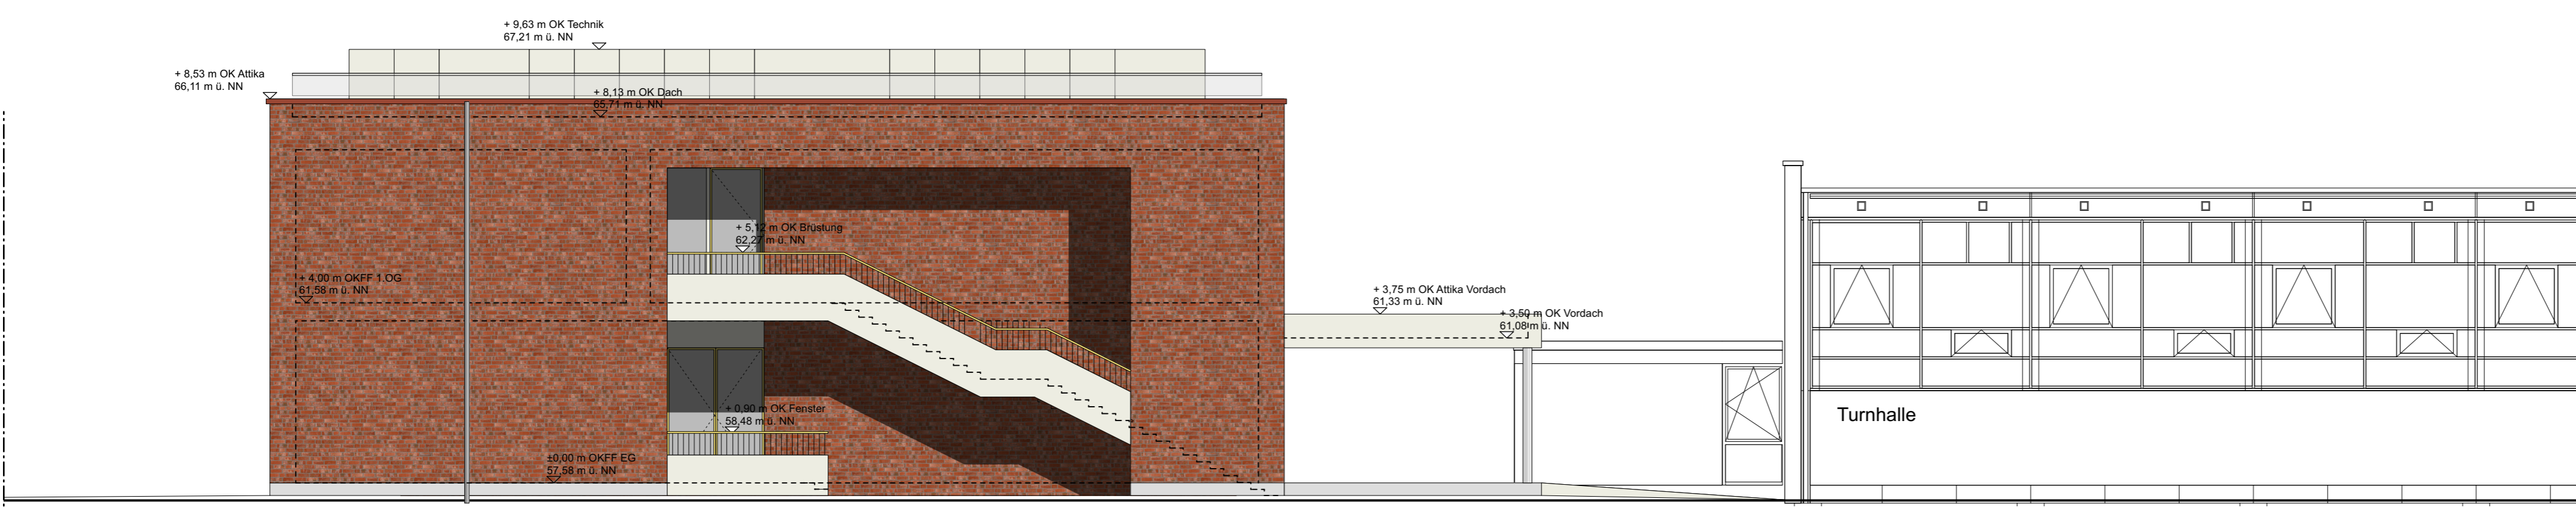 + 9,63 m OK Technik
67,21 m ü. NN
+ 8,53 m OK Attika
66,11 m ü. NN
+ 8,13 m OK Dach
65,71 m ü. NN
+ 5,12 m OK Brüstung
62,27 m ü. NN
+ 4,00 m OKFF 1.OG
61,58 m ü. NN
+ 3,75 m OK Attika Vordach
61,33 m ü. NN
+ 3,50 m OK Vordach
61,08 m ü. NN
+ 0,90 m OK Fenster
58,48 m ü. NN
Turnhalle
±0,00 m OKFF EG
57,58 m ü. NN